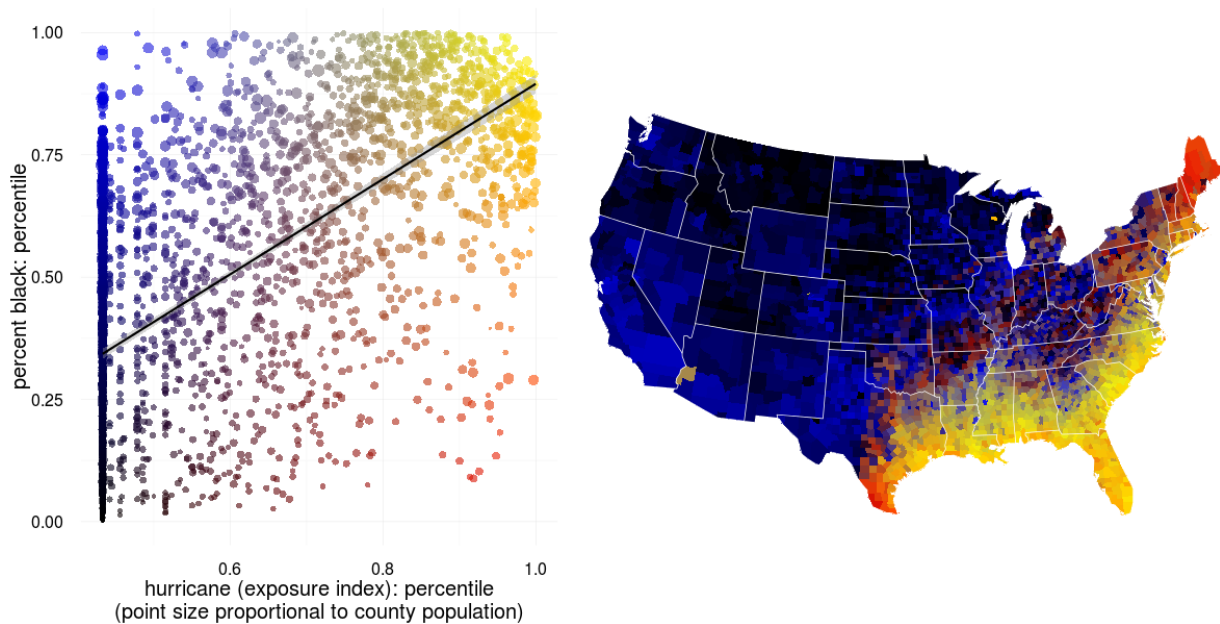 1.00
0.75
0.50
0.25
0.00
percent black: percentile
0.6
0.8
1.0
hurricane (exposure index): percentile
(point size proportional to county population)